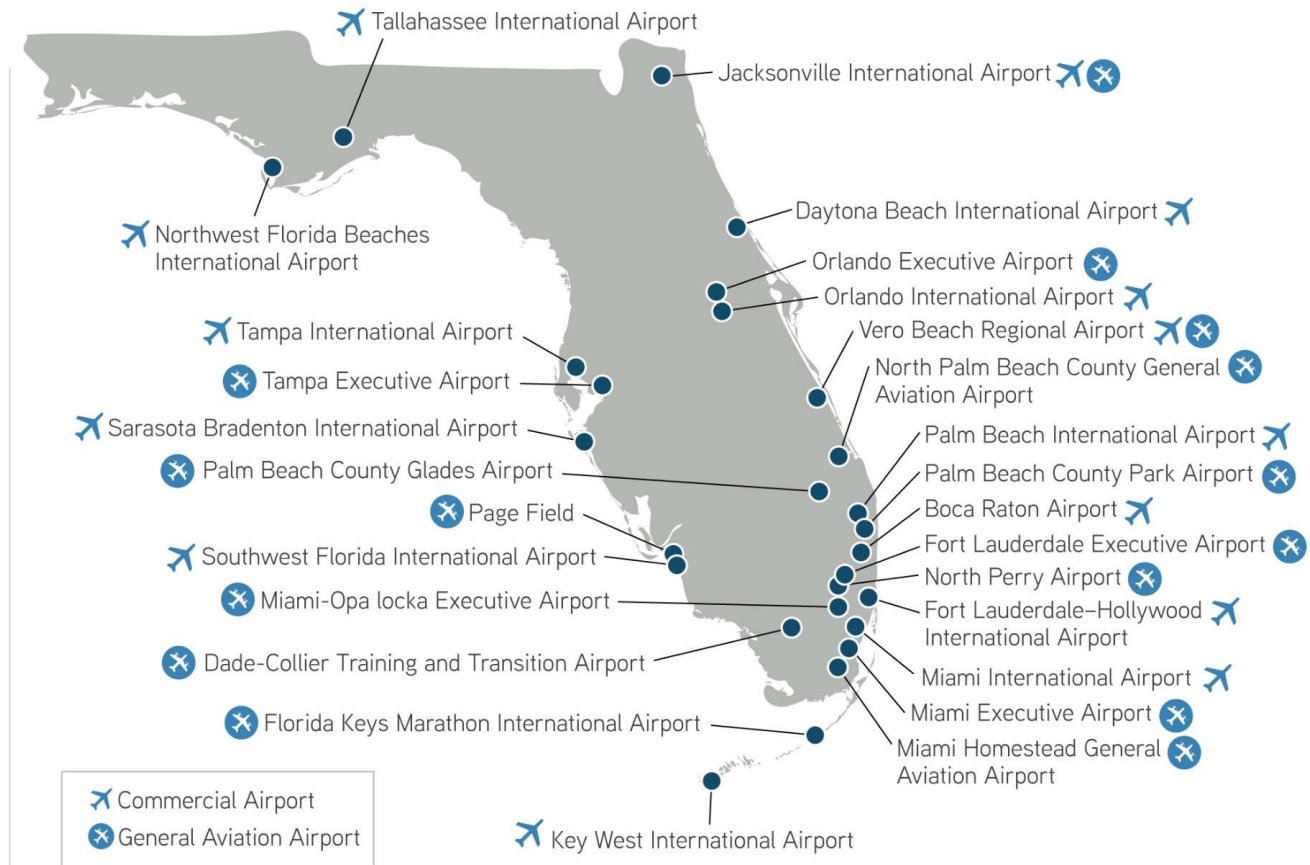 Tallahassee International Airport
Jacksonville International Airport
Northwest Florida Beaches
International Airport
Daytona Beach International Airport
Orlando Executive Airport
Orlando International Airport
Tampa International Airport
Vero Beach Regional Airport
Tampa Executive Airport
North Palm Beach County General
Aviation Airport
Sarasota Bradenton International Airport
Palm Beach International Airport
Palm Beach County Glades Airport
Palm Beach County Park Airport
Page Field
Boca Raton Airport
Southwest Florida International Airport
Fort Lauderdale Executive Airport
Miami-Opa locka Executive Airport
North Perry Airport
Fort Lauderdale–Hollywood
International Airport
Dade-Collier Training and Transition Airport
Miami International Airport
Florida Keys Marathon International Airport
Miami Executive Airport
Miami Homestead General
Aviation Airport
Commercial Airport
General Aviation Airport
Key West International Airport